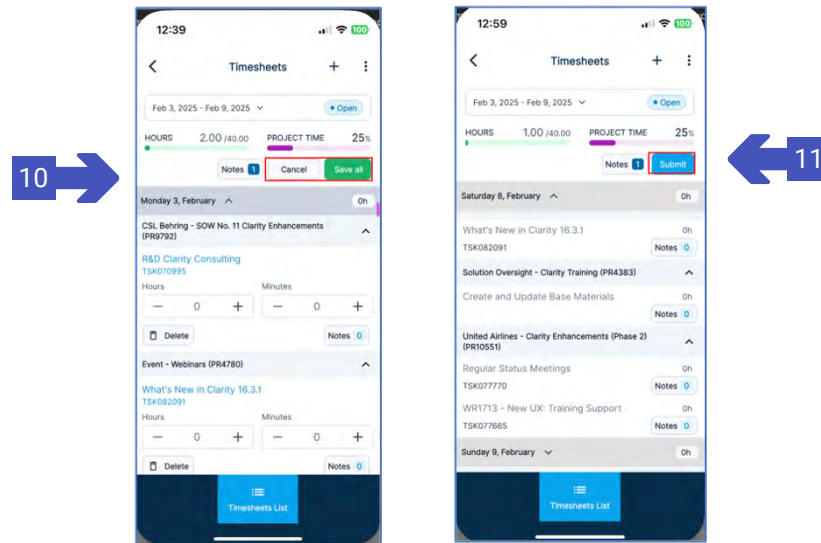 12:39
100
Timesheets
+
Feb 3, 2025 - Feb 9, 2025
Open
HOURS 2.00 /40.00 PROJECT TIME 25%
Notes 1 Cancel Save all
Monday 3, February 0h
CSL Behring - SOW No. 11 Clarity Enhancements
(PR9792)
R&D Clarity Consulting
TSK070995
Hours Minutes
— 0 + — 0 +
Delete Notes 0
Event - Webinars (PR4780)
What's New in Clarity 16.3.1
TSK082091
Hours Minutes
— 0 + — 0 +
Delete Notes 0
Timesheets List
10
12:59
100
Timesheets
+
Feb 3, 2025 - Feb 9, 2025
Open
HOURS 1.00 /40.00 PROJECT TIME 25%
Notes 1 Submit
Saturday 8, February 0h
What's New in Clarity 16.3.1 0h
TSK082091 Notes 0
Solution Oversight - Clarity Training (PR4383)
Create and Update Base Materials 0h
Notes 0
United Airlines - Clarity Enhancements (Phase 2)
(PR10551)
Regular Status Meetings 0h
TSK077770 Notes 0
WR1713 - New UX: Training Support 0h
TSK077665 Notes 0
Sunday 9, February 0h
Timesheets List
11